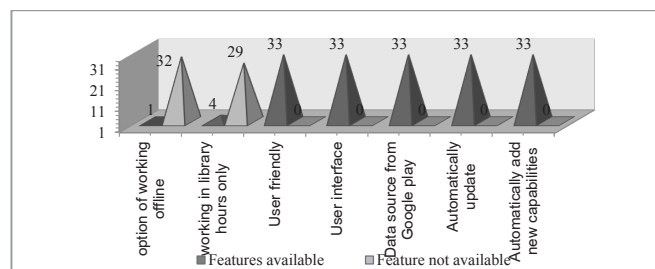 33 33 33 33 33
32 29
31
21
11
1
1 4 0 0 0 0 0
option of working
offline
working in library
hours only
User friendly
User interface
Data source from
Google play
Automatically
update
Automatically add
new capabilities
Features available Feature not available